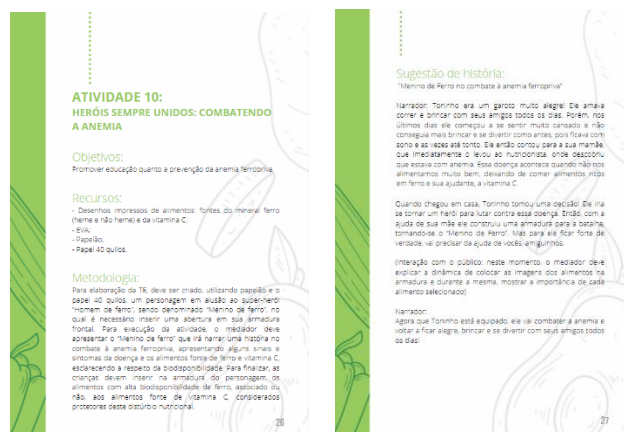 ATIVIDADE 10:
HERÓIS SEMPRE UNIDOS: COMBATENDO
A ANEMIA
Objetivos:
Promover educação quanto a prevenção da anemia ferropriva.
Recursos:
- Desenhos impressos de alimentos: fontes do mineral ferro
(heme e não heme) e da vitamina C;
- EVA;
- Papelão;
- Papel 40 quilos.
Metodologia:
Para elaboração da TE, deve ser criado, utilizando papelão e o
papel 40 quilos, um personagem em alusão ao super-herói
"Homem de ferro", sendo denominado "Menino de ferro", no
qual é necessário inserir uma abertura em sua armadura
frontal. Para execução da atividade, o mediador deve
apresentar o "Menino de ferro" que irá narrar uma história no
combate à anemia ferropriva, apresentando alguns sinais e
sintomas da doença e os alimentos fonte de ferro e vitamina C,
esclarecendo a respeito da biodisponibilidade. Para finalizar, as
crianças devem inserir na armadura do personagem os
alimentos com alta biodisponibilidade de ferro, associado ou
não, aos alimentos fonte de vitamina C, considerados
protetores deste distúrbio nutricional.
26
Sugestão de história:
"Menino de Ferro no combate à anemia ferropriva"
Narrador: Toninho era um garoto muito alegre! Ele amava
correr e brincar com seus amigos todos os dias. Porém, nos
últimos dias ele começou a se sentir muito cansado e não
conseguia mais brincar e se divertir como antes, pois ficava com
sono e as vezes até tonto. Ele então contou para a sua mamãe,
que imediatamente o levou ao nutricionista, onde descobriu
que estava com anemia. Essa doença acontece quando não nos
alimentamos muito bem, deixando de comer alimentos ricos
em ferro e sua ajudante, a vitamina C.
Quando chegou em casa, Toninho tomou uma decisão! Ele iria
se tornar um herói para lutar contra essa doença. Então, com a
ajuda de sua mãe ele construiu uma armadura para a batalha,
tornando-se o "Menino de Ferro". Mas para ele ficar forte de
verdade, vai precisar da ajuda de vocês, amiguinhos.
(Interação com o público: neste momento, o mediador deve
explicar a dinâmica de colocar as imagens dos alimentos na
armadura e durante a mesma, mostrar a importância de cada
alimento selecionado)
Narrador:
Agora que Toninho está equipado, ele vai combater a anemia e
voltar a ficar alegre, brincar e se divertir com seus amigos todos
os dias!
27